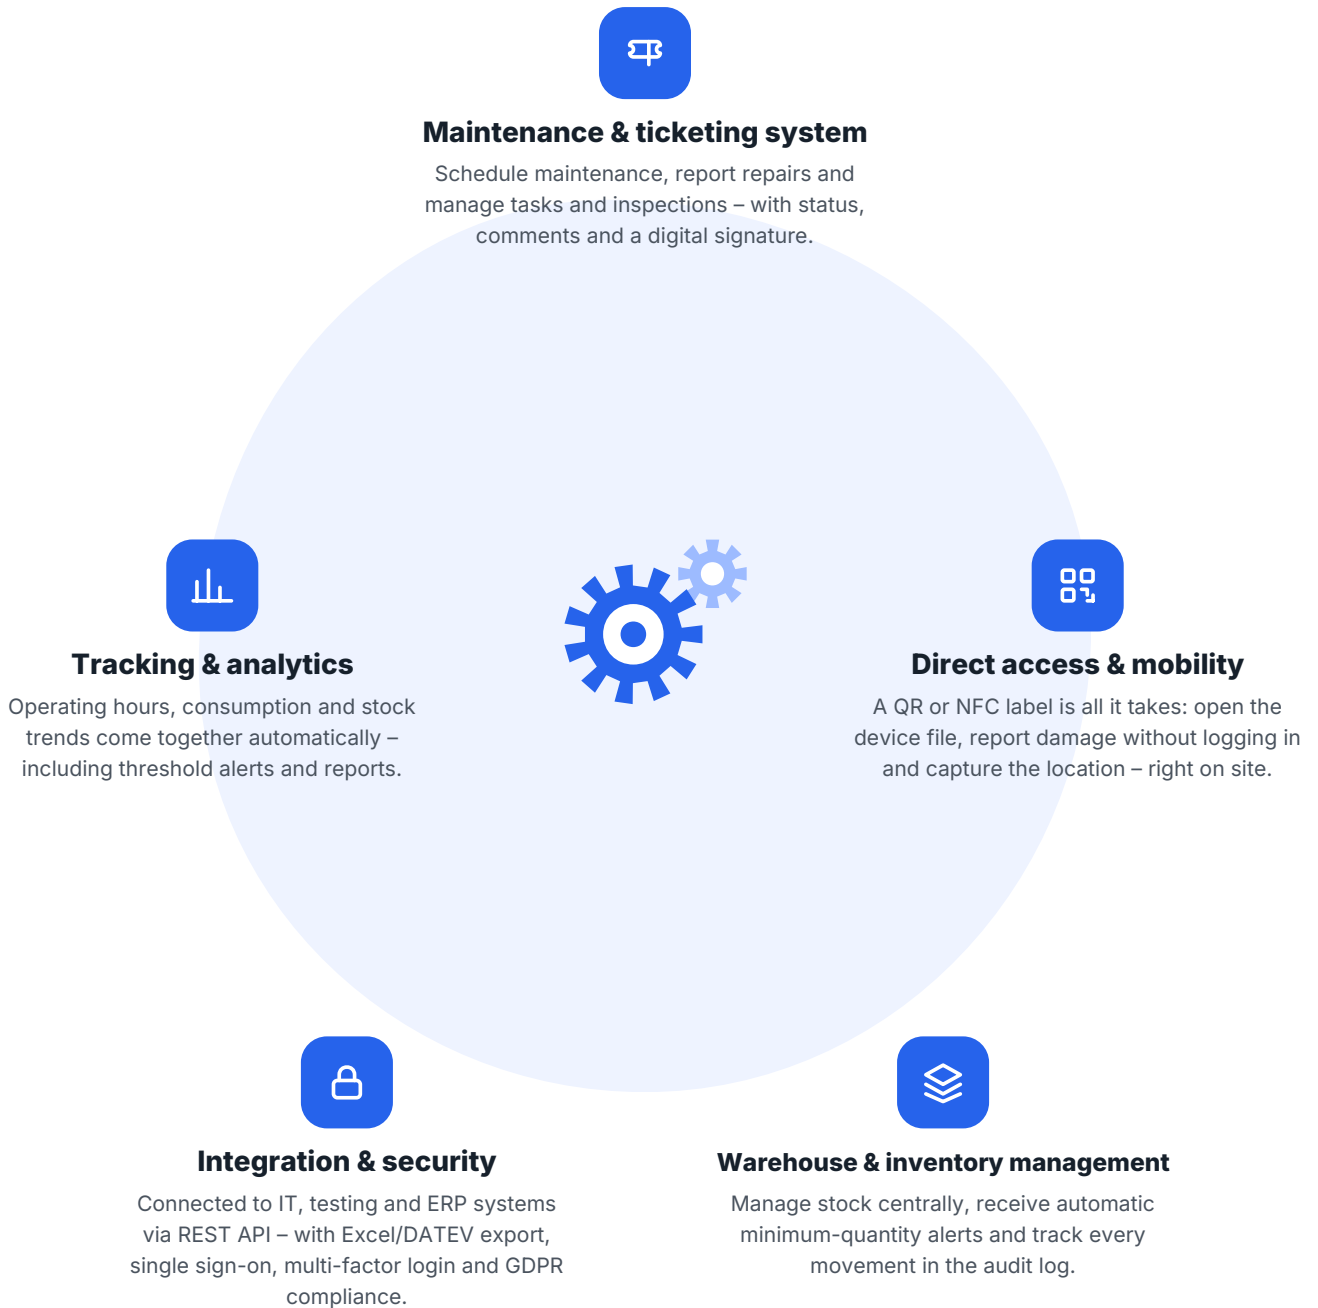 Maintenance & ticketing system
Schedule maintenance, report repairs and
manage tasks and inspections – with status,
comments and a digital signature.
Tracking & analytics
Operating hours, consumption and stock
trends come together automatically –
including threshold alerts and reports.
Direct access & mobility
A QR or NFC label is all it takes: open the
device file, report damage without logging in
and capture the location – right on site.
Integration & security
Connected to IT, testing and ERP systems
via REST API – with Excel/DATEV export,
single sign-on, multi-factor login and GDPR
compliance.
Warehouse & inventory management
Manage stock centrally, receive automatic
minimum-quantity alerts and track every
movement in the audit log.